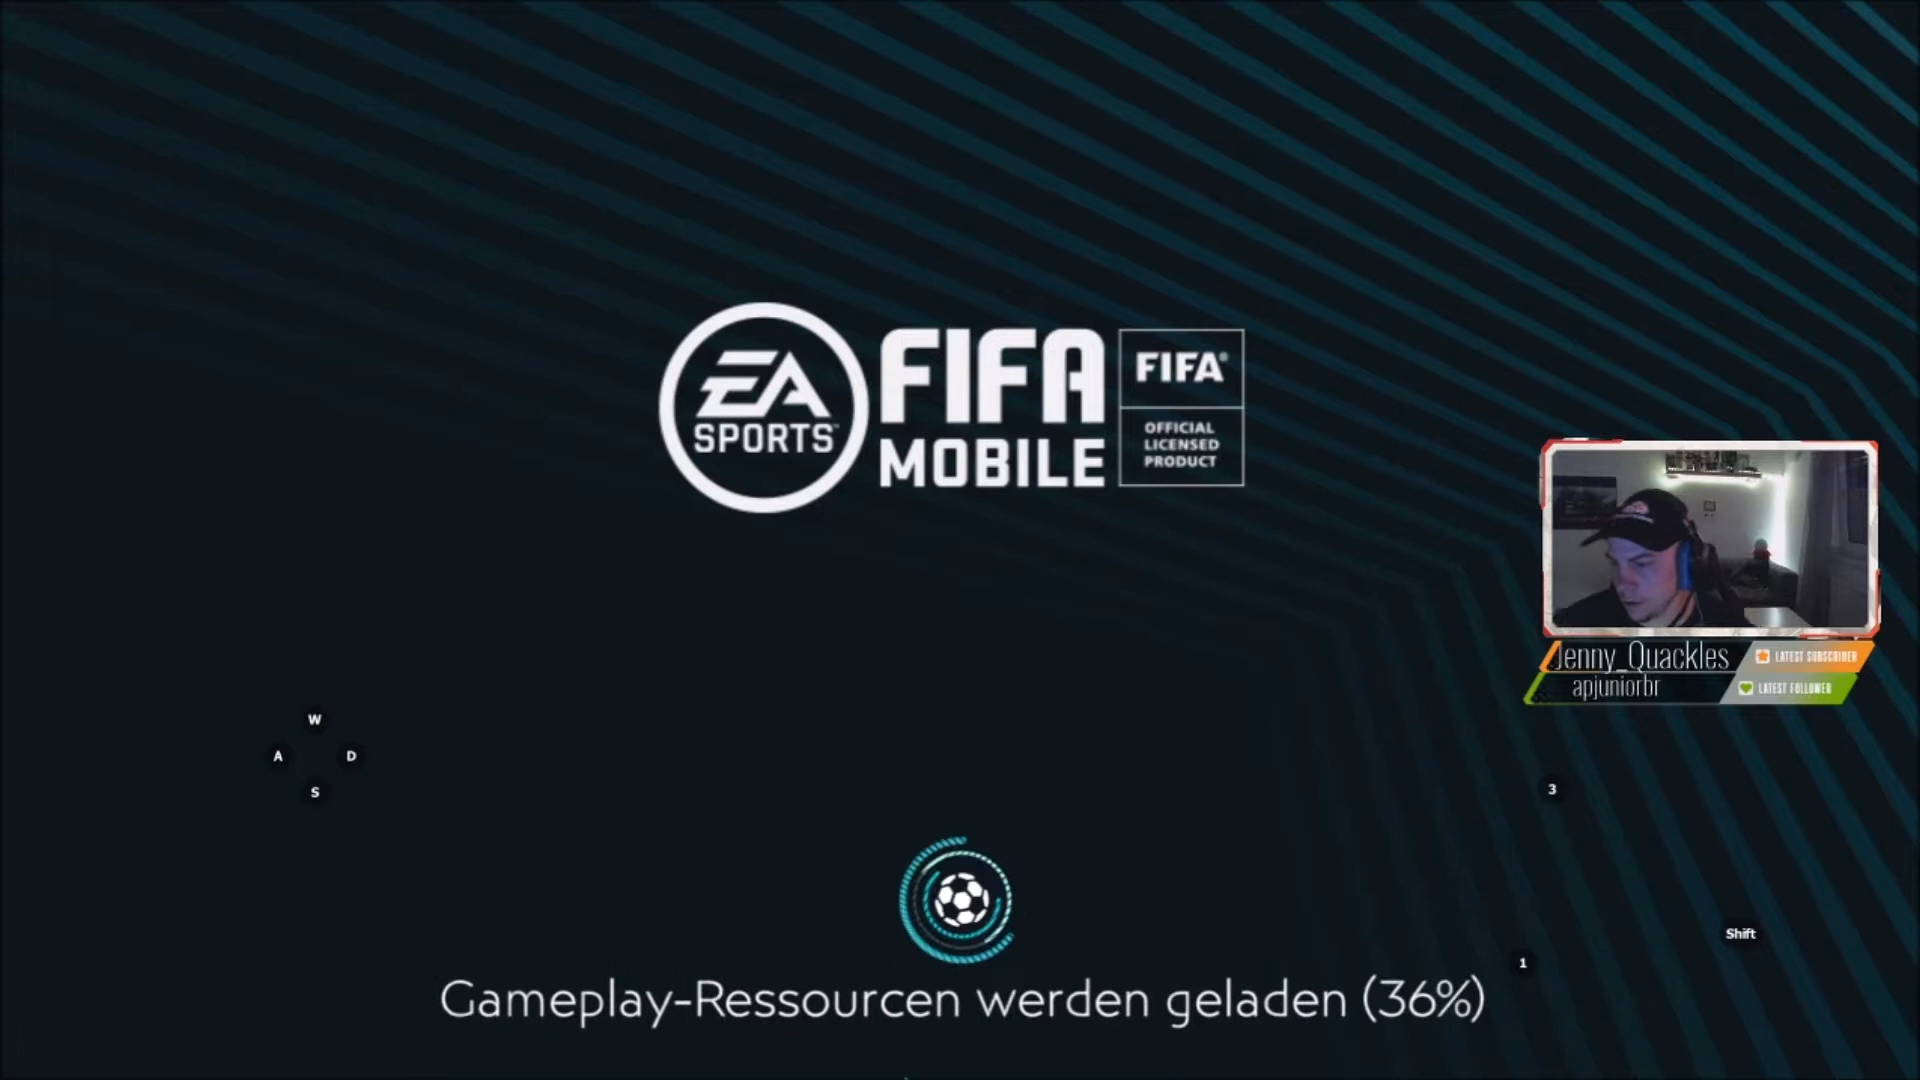 EA
SPORTS™
FIFA
MOBILE
FIFA®
OFFICIAL
LICENSED
PRODUCT
Jenny_Quackles
LATEST SUBSCRIBER
apjuniorbr
LATEST FOLLOWER
W
A
D
S
3
Shift
1
Gameplay-Ressourcen werden geladen (36%)